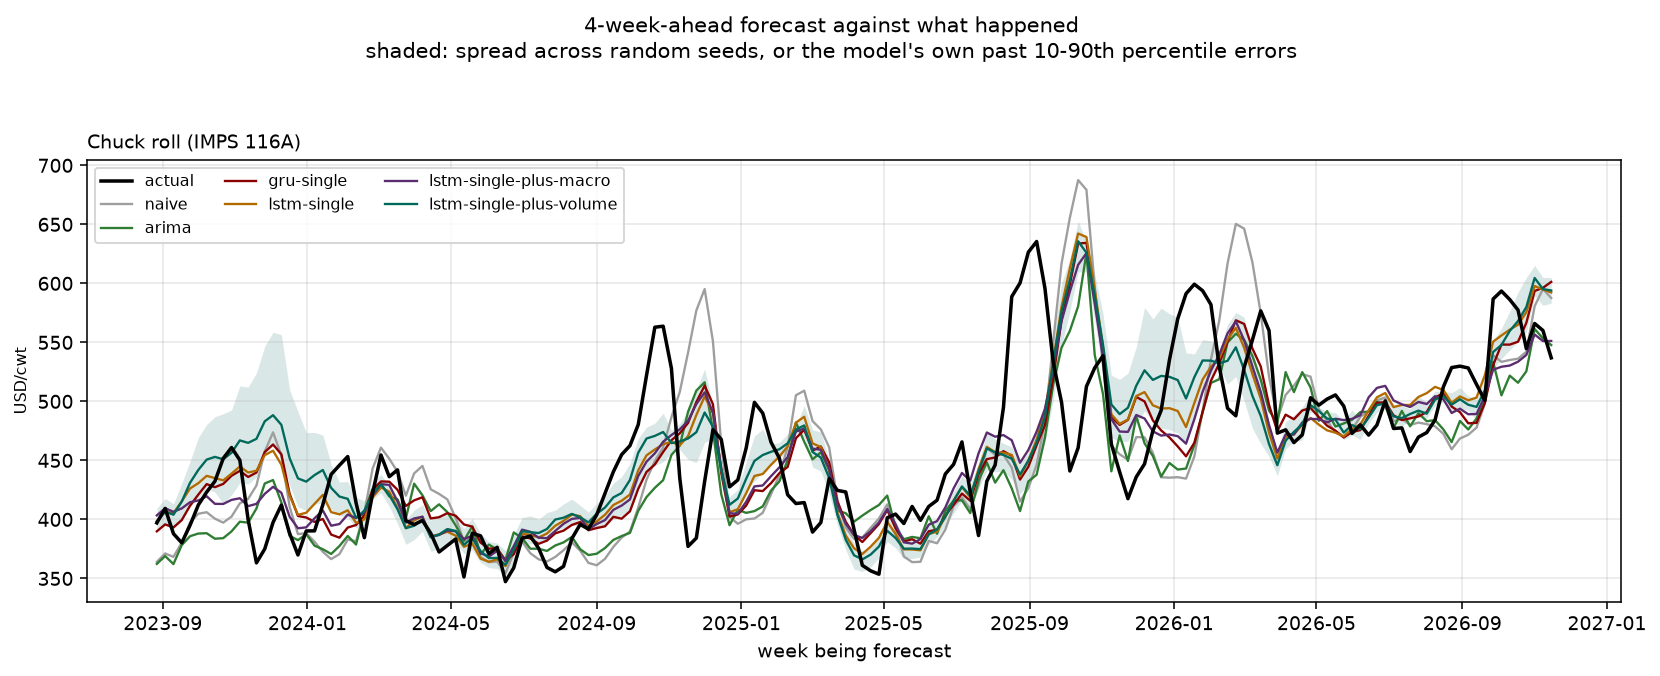 4-week-ahead forecast against what happened
shaded: spread across random seeds, or the model's own past 10-90th percentile errors
Chuck roll (IMPS 116A)
actual
naive
arima
gru-single
lstm-single
lstm-single-plus-macro
lstm-single-plus-volume
USD/cwt
700
650
600
550
500
450
400
350
2023-09
2024-01
2024-05
2024-09
2025-01
2025-05
2025-09
2026-01
2026-05
2026-09
2027-01
week being forecast